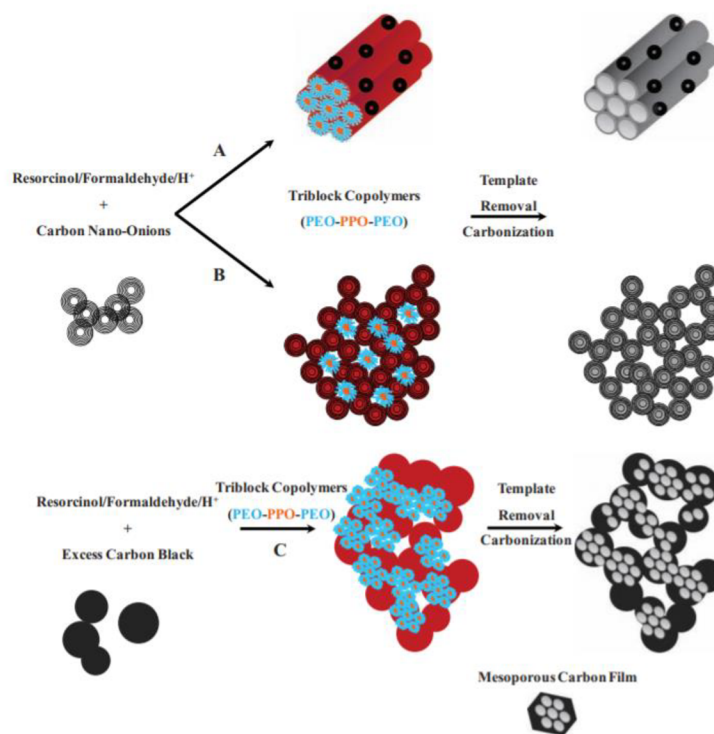 A
Resorcinol/Formaldehyde/H⁺
+
Carbon Nano-Onions
Triblock Copolymers
(PEO-PPO-PEO)
Template
Removal
Carbonization
B
Resorcinol/Formaldehyde/H⁺
+
Excess Carbon Black
Triblock Copolymers
(PEO-PPO-PEO)
C
Template
Removal
Carbonization
Mesoporous Carbon Film